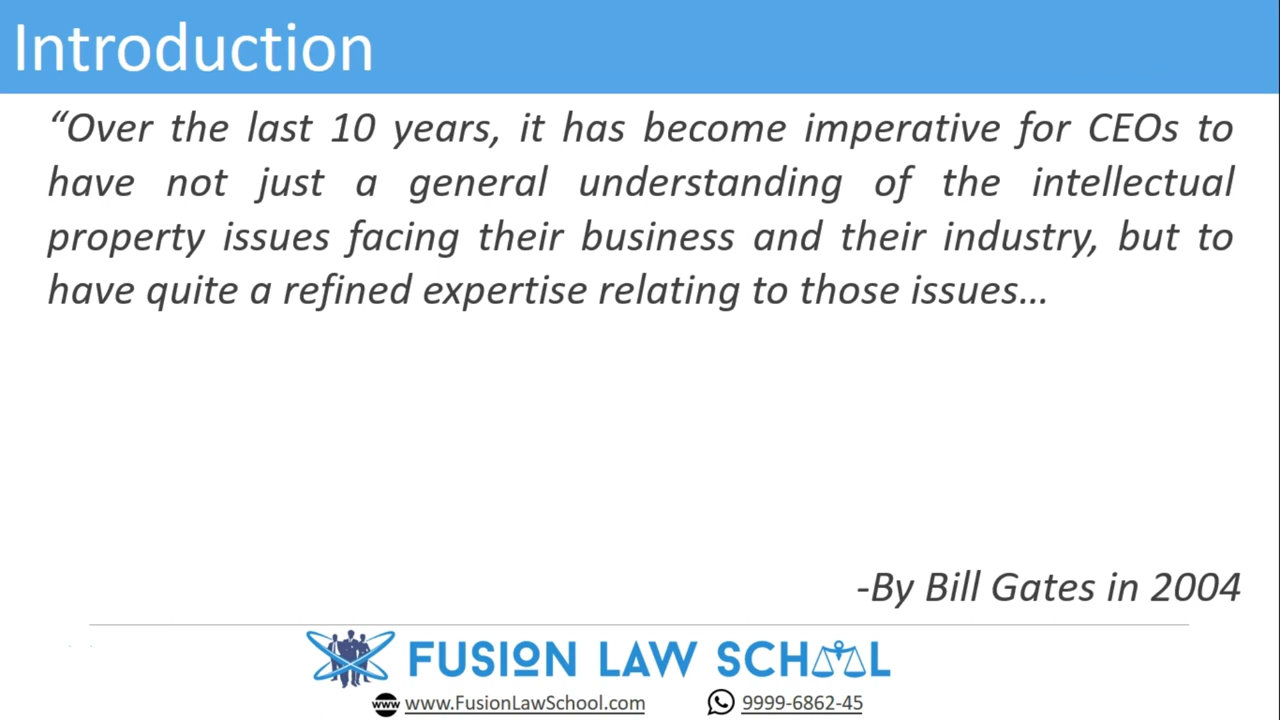 Introduction
“Over the last 10 years, it has become imperative for CEOs to
have not just a general understanding of the intellectual
property issues facing their business and their industry, but to
have quite a refined expertise relating to those issues...
-By Bill Gates in 2004
FUSION LAW SCHOOL
www www.FusionLawSchool.com 9999-6862-45